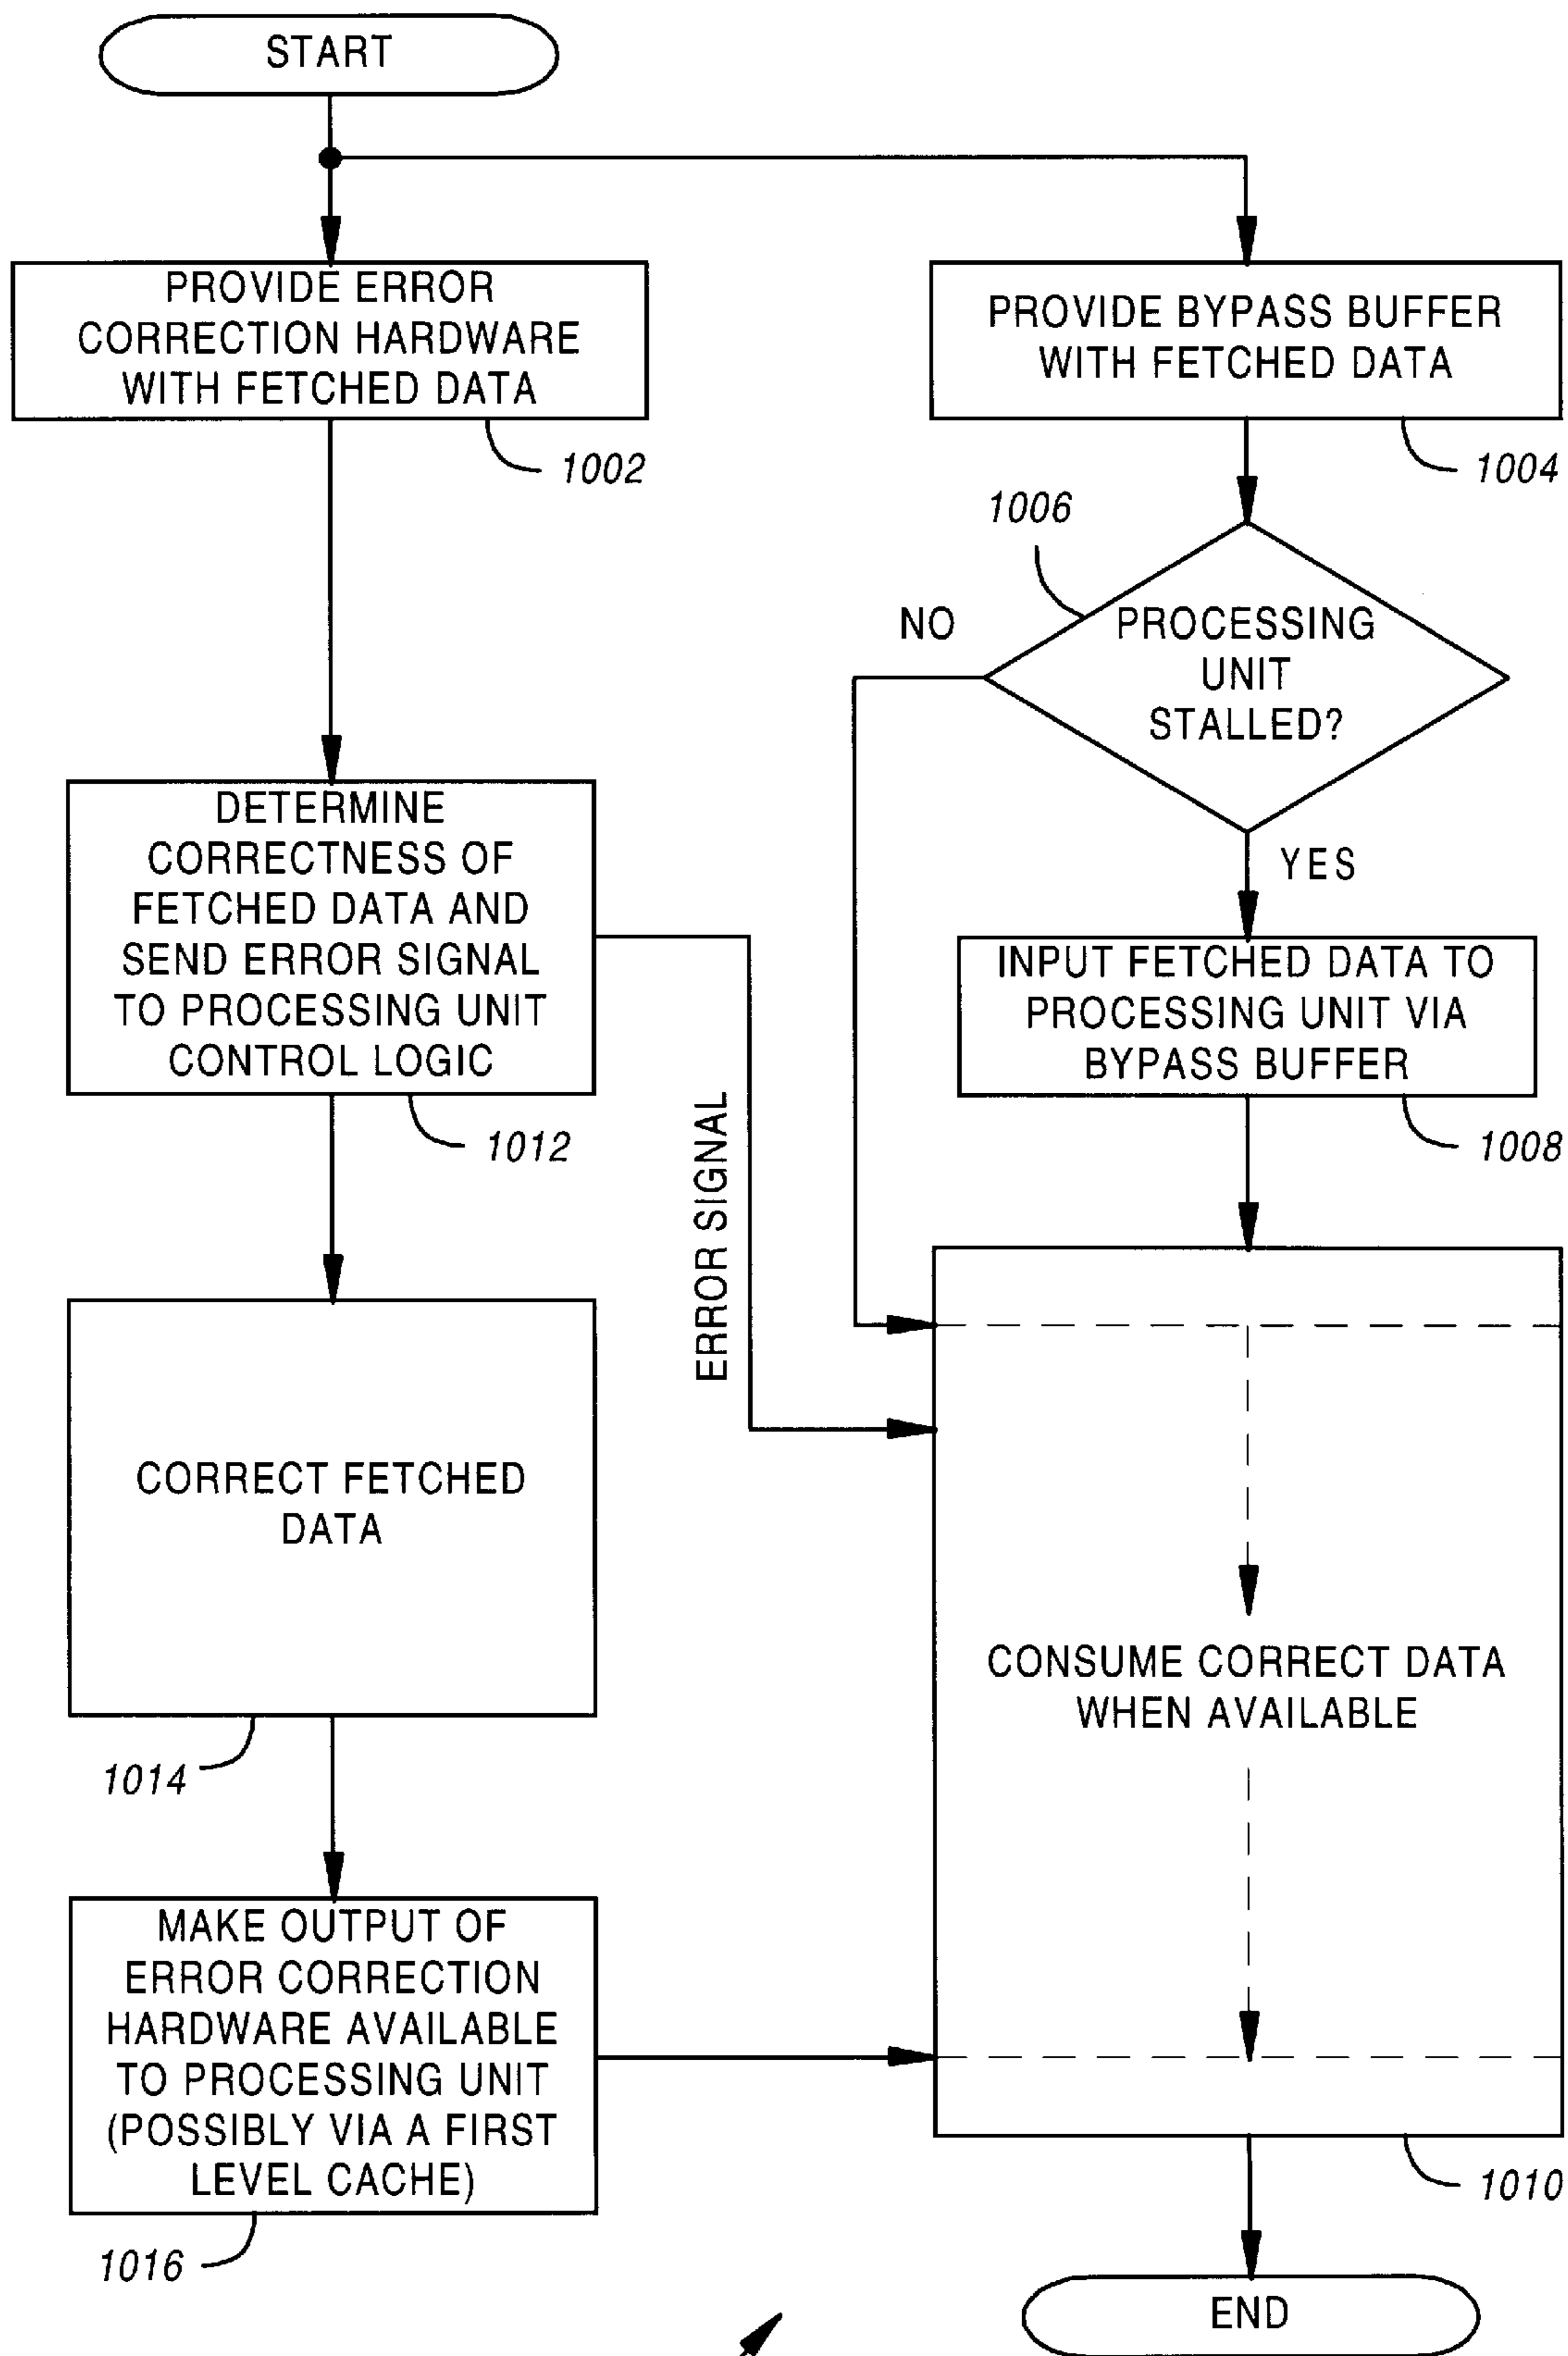 START
PROVIDE ERROR
CORRECTION HARDWARE
WITH FETCHED DATA
1002
PROVIDE BYPASS BUFFER
WITH FETCHED DATA
1004
1006
PROCESSING
UNIT
STALLED?
NO
YES
DETERMINE
CORRECTNESS OF
FETCHED DATA AND
SEND ERROR SIGNAL
TO PROCESSING UNIT
CONTROL LOGIC
1012
INPUT FETCHED DATA TO
PROCESSING UNIT VIA
BYPASS BUFFER
1008
ERROR SIGNAL
CORRECT FETCHED
DATA
1014
CONSUME CORRECT DATA
WHEN AVAILABLE
1010
MAKE OUTPUT OF
ERROR CORRECTION
HARDWARE AVAILABLE
TO PROCESSING UNIT
(POSSIBLY VIA A FIRST
LEVEL CACHE)
1016
END